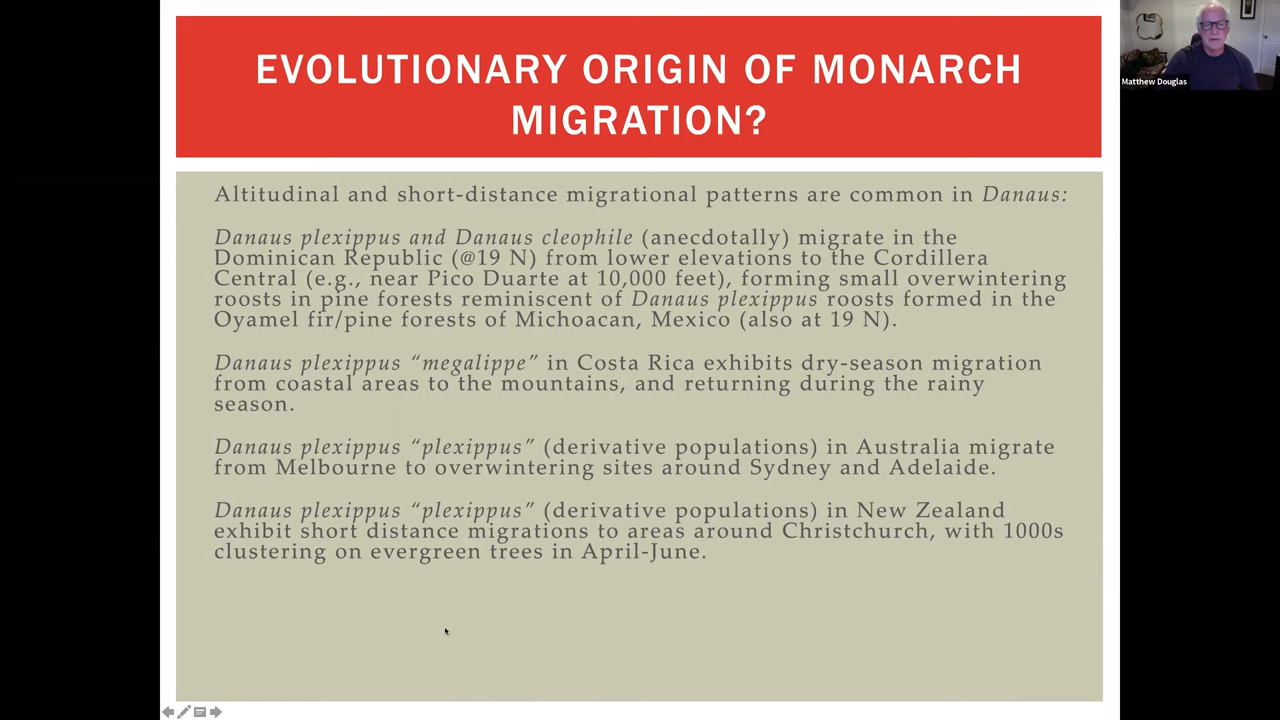 EVOLUTIONARY ORIGIN OF MONARCH
MIGRATION?
Matthew Douglas
Altitudinal and short-distance migrational patterns are common in Danaus:
Danaus plexippus and Danaus cleophile (anecdotally) migrate in the
Dominican Republic (@19 N) from lower elevations to the Cordillera
Central (e.g., near Pico Duarte at 10,000 feet), forming small overwintering
roosts in pine forests reminiscent of Danaus plexippus roosts formed in the
Oyamel fir/pine forests of Michoacan, Mexico (also at 19 N).
Danaus plexippus “megalippe” in Costa Rica exhibits dry-season migration
from coastal areas to the mountains, and returning during the rainy
season.
Danaus plexippus “plexippus” (derivative populations) in Australia migrate
from Melbourne to overwintering sites around Sydney and Adelaide.
Danaus plexippus “plexippus” (derivative populations) in New Zealand
exhibit short distance migrations to areas around Christchurch, with 1000s
clustering on evergreen trees in April-June.